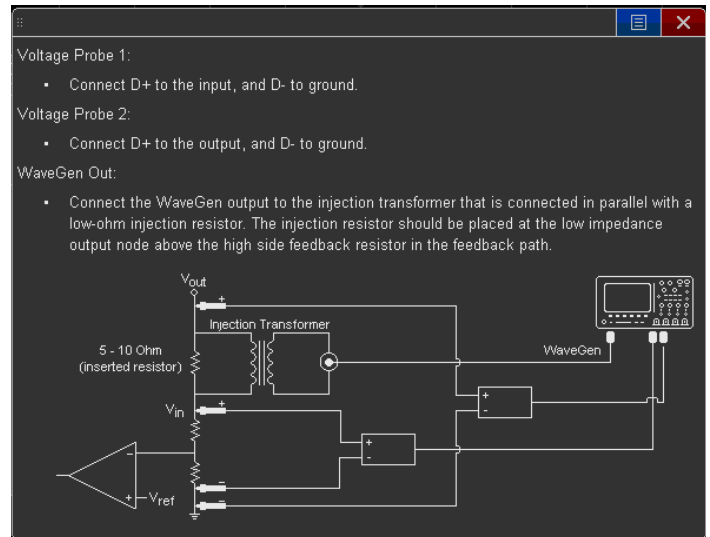 Voltage Probe 1:
▪ Connect D+ to the input, and D- to ground.
Voltage Probe 2:
▪ Connect D+ to the output, and D- to ground.
WaveGen Out:
▪ Connect the WaveGen output to the injection transformer that is connected in parallel with a
low-ohm injection resistor. The injection resistor should be placed at the low impedance
output node above the high side feedback resistor in the feedback path.
Vout
+
Injection Transformer
5 - 10 Ohm
(inserted resistor)
WaveGen
+
-
Vin
+
+
-
-
+
Vref
-
-